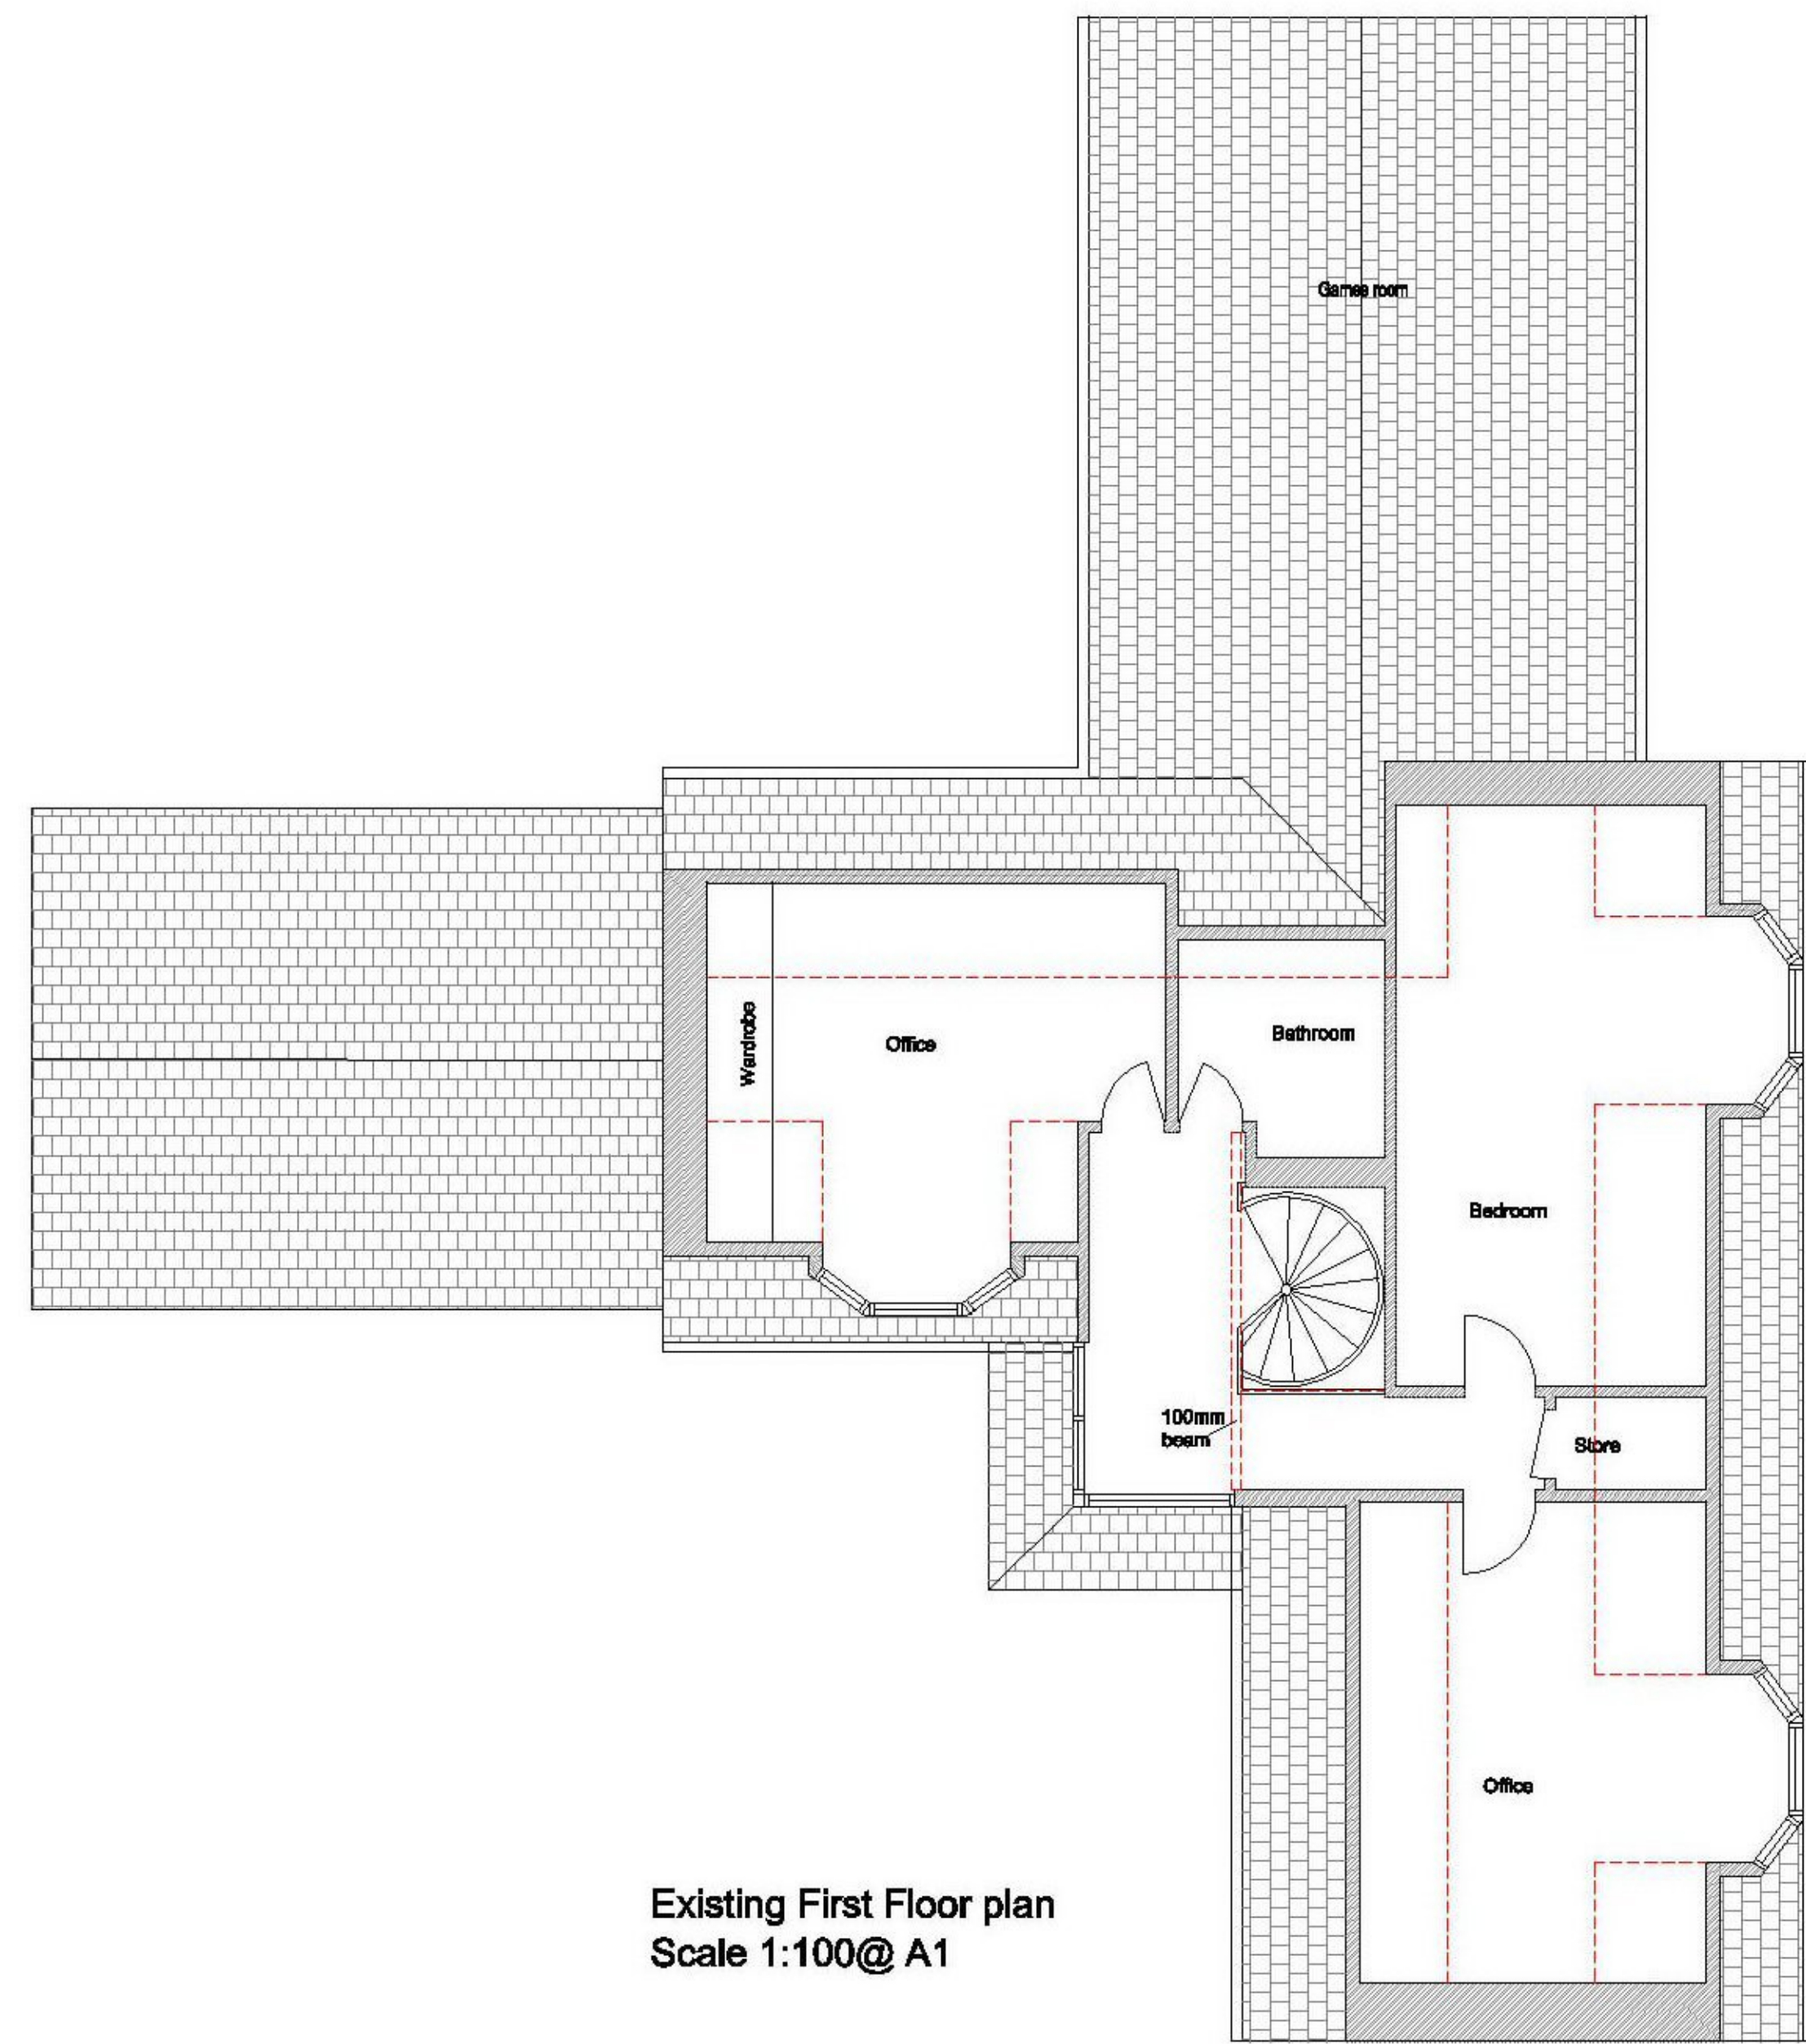 Games room
Wardrobe
Office
Bathroom
Bedroom
100mm
beam
Store
Office
Existing First Floor plan
Scale 1:100@ A1